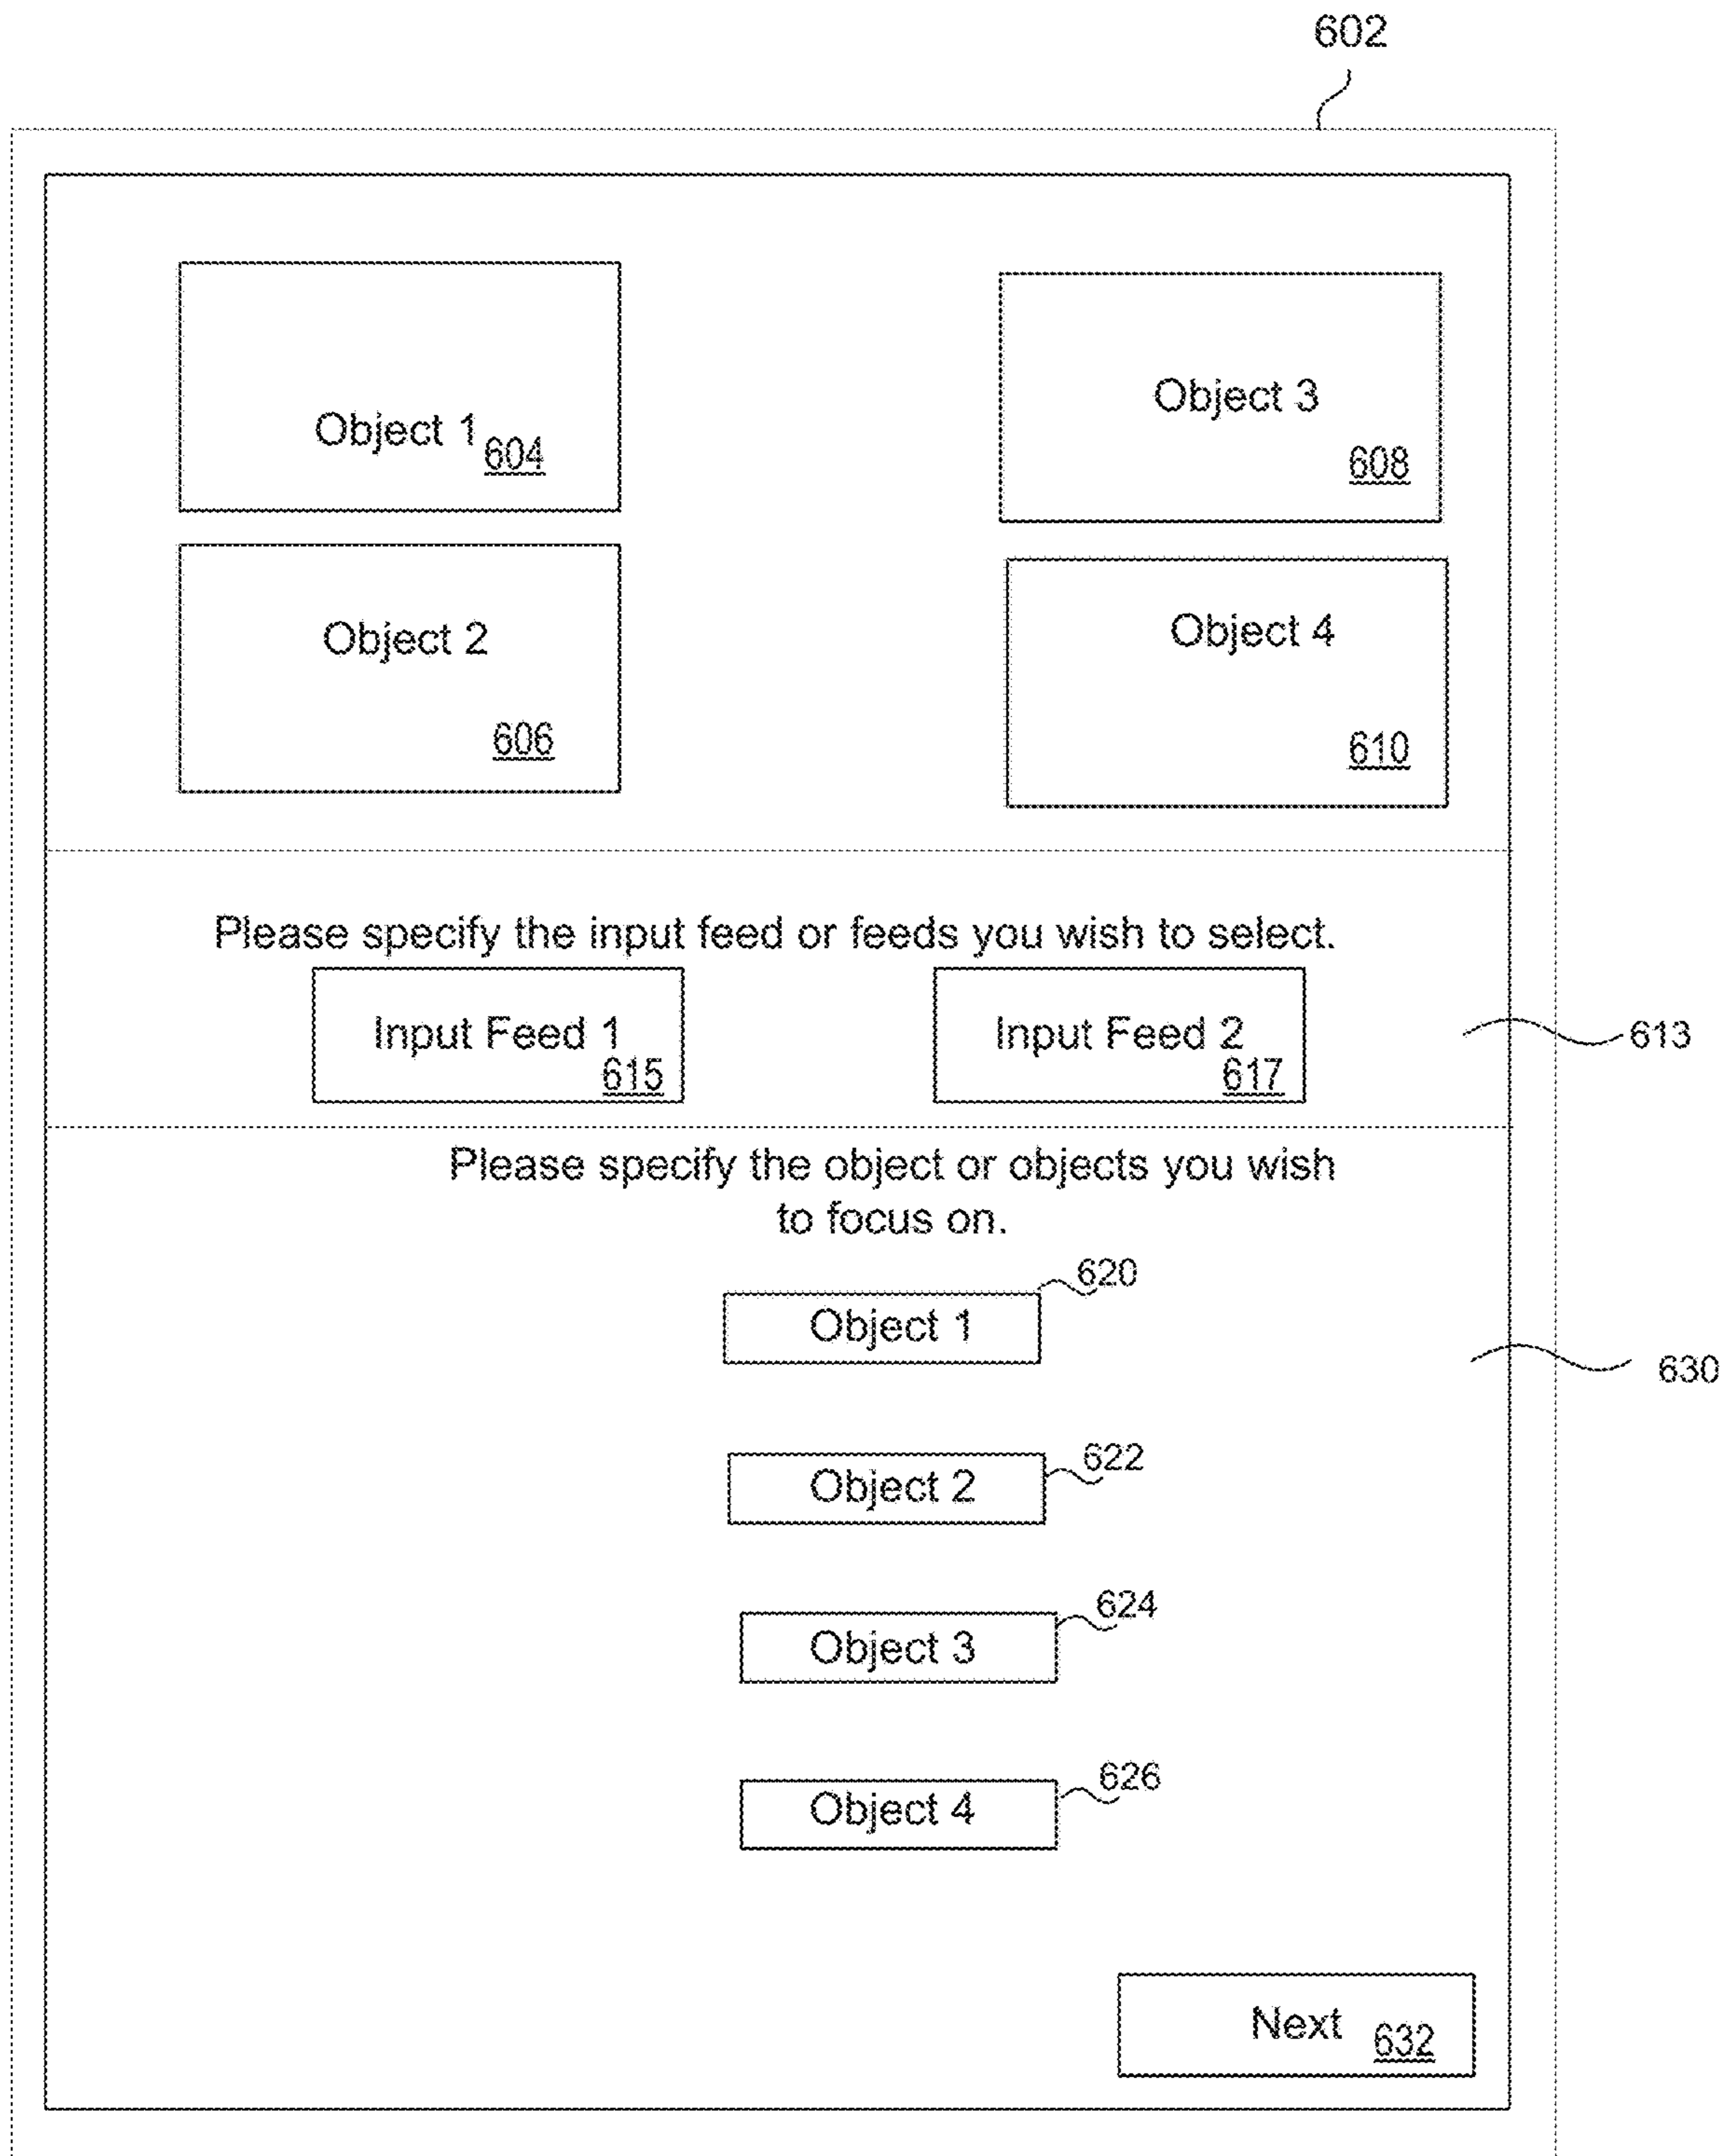 602
Object 1
604
Object 3
608
Object 2
606
Object 4
610
Please specify the input feed or feeds you wish to select.
Input Feed 1
615
Input Feed 2
617
613
Please specify the object or objects you wish
to focus on.
620
Object 1
630
622
Object 2
624
Object 3
626
Object 4
Next
632